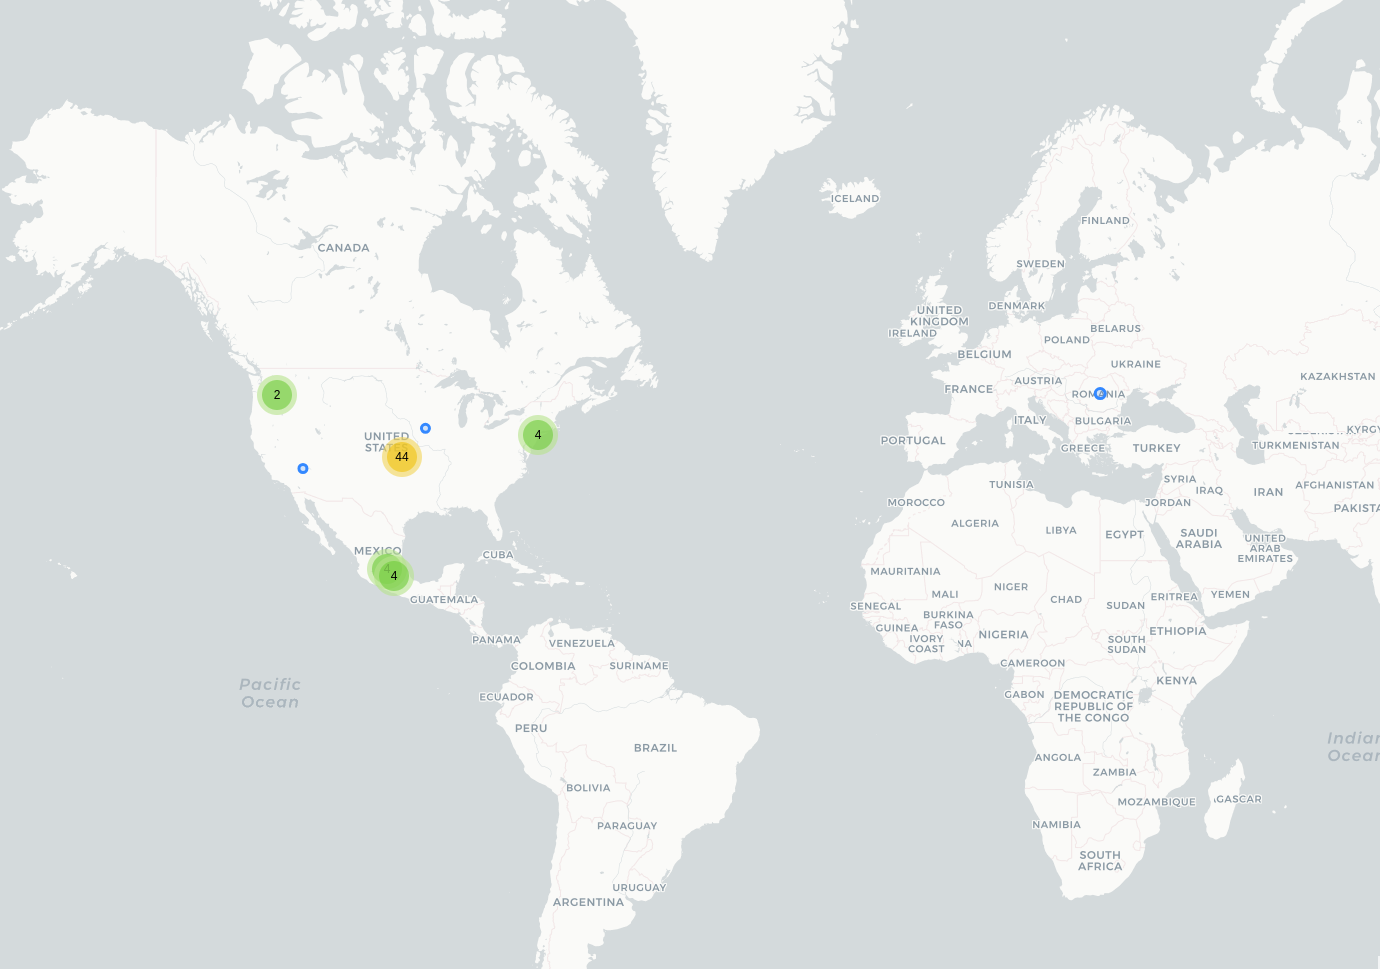 ICELAND
FINLAND
CANADA
SWEDEN
DENMARK
UNITED
KINGDOM
IRELAND
BELARUS
POLAND
BELGIUM
UKRAINE
KAZAKHSTAN
AUSTRIA
FRANCE
2
ITALY
BULGARIA
KYRGY
4
UNITED
PORTUGAL
GREECE
TURKEY
TURKMENISTAN
44
SYRIA
TUNISIA
IRAQ
IRAN
AFGHANISTAN
MOROCCO
JORDAN
PAKISTA
ALGERIA
LIBYA
EGYPT
SAUDI
ARABIA
UNITED
ARAB
EMIRATES
MEXICO
CUBA
4
4
MAURITANIA
NIGER
MALI
CHAD
ERITREA
YEMEN
GUATEMALA
SENEGAL
SUDAN
BURKINA
FASO
GUINEA
IVORY
COAST
NA
NIGERIA
ETHIOPIA
SOUTH
SUDAN
PANAMA
VENEZUELA
COLOMBIA
SURINAME
CAMEROON
KENYA
Pacific
Ocean
ECUADOR
GABON
DEMOCRATIC
REPUBLIC OF
THE CONGO
PERU
BRAZIL
Indian
Ocean
ANGOLA
ZAMBIA
BOLIVIA
MOZAMBIQUE
GASCAR
PARAGUAY
NAMIBIA
SOUTH
AFRICA
URUGUAY
ARGENTINA